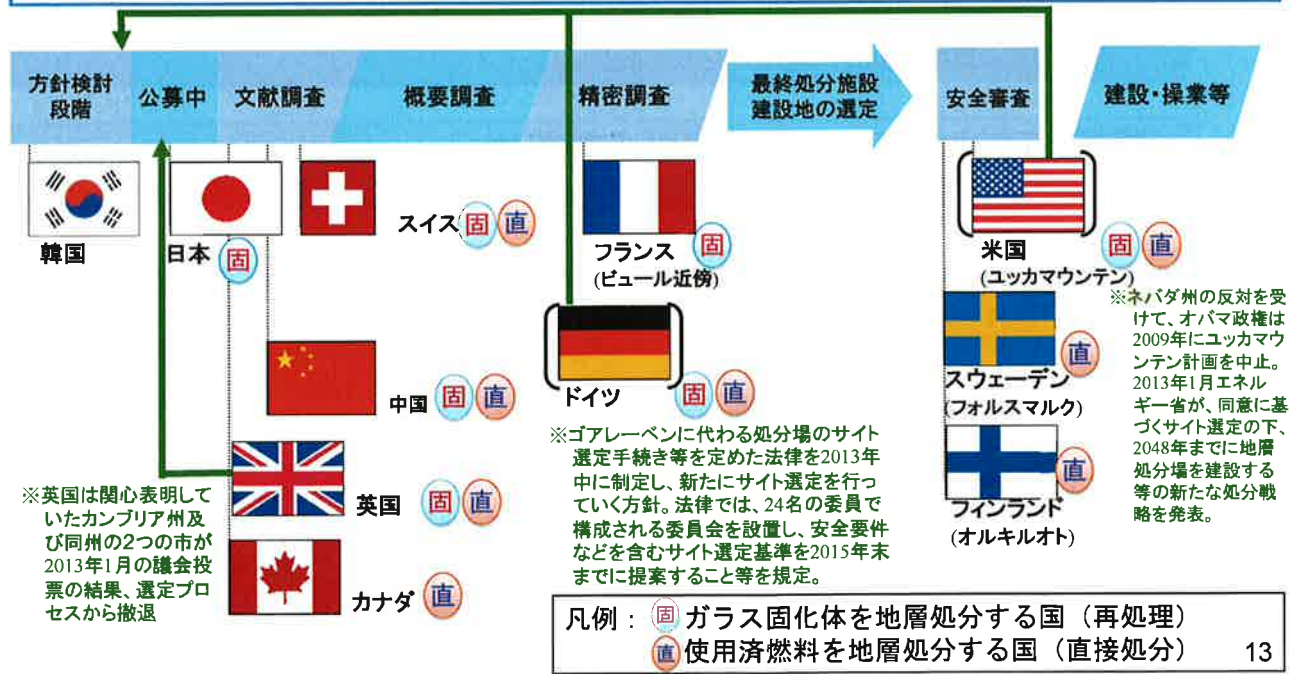 方針検討
段階
公募中
文献調査
概要調査
精密調査
最終処分施設
建設地の選定
安全審査
建設・操業等
韓国
日本
固
スイス
固
直
フランス
固
(ビュール近傍)
米国
固
直
(ユッカマウンテン)
※ネバダ州の反対を受
けて、オバマ政権は
2009年にユッカマウ
ンテン計画を中止。
2013年1月エネル
ギー省が、同意に基
づくサイト選定の下、
2048年までに地層
処分場を建設する
等の新たな処分戦
略を発表。
中国
固
直
ドイツ
固
直
※ゴアレーベンに代わる処分場のサイト
選定手続き等を定めた法律を2013年
中に制定し、新たにサイト選定を行っ
ていく方針。法律では、24名の委員で
構成される委員会を設置し、安全要件
などを含むサイト選定基準を2015年末
までに提案すること等を規定。
スウェーデン
直
(フォルスマルク)
フィンランド
直
(オルキルオト)
英国
固
直
※英国は関心表明して
いたカンブリア州及
び同州の2つの市が
2013年1月の議会投
票の結果、選定プロ
セスから撤退
カナダ
直
凡例：固ガラス固化体を地層処分する国（再処理）
直使用済燃料を地層処分する国（直接処分）
13